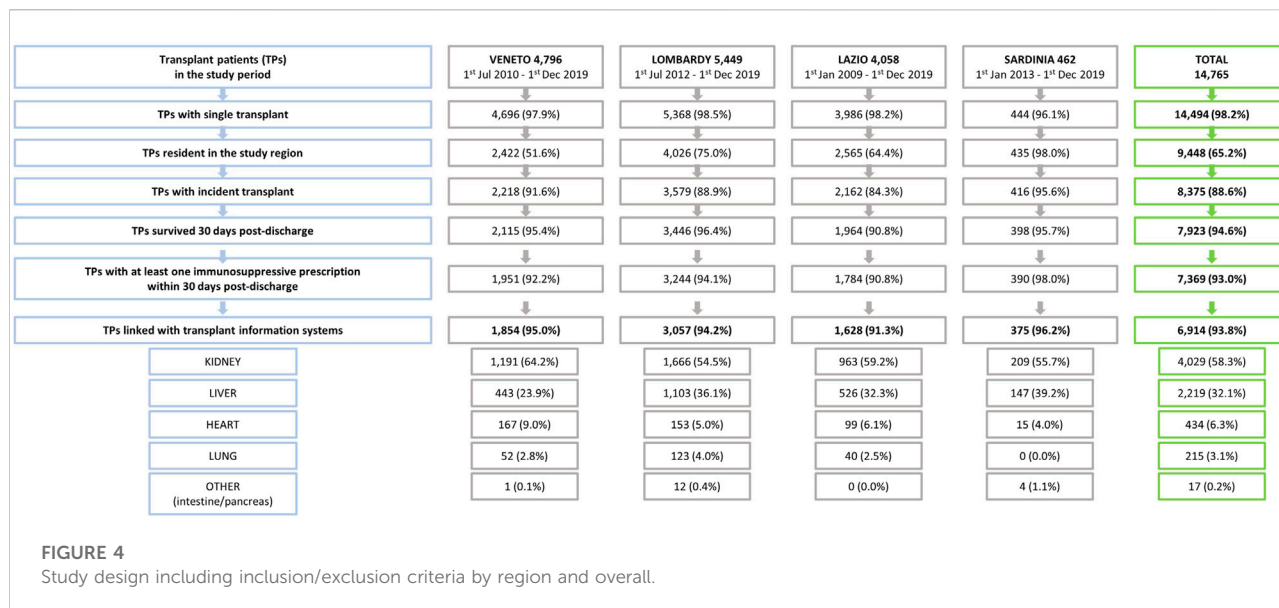 Transplant patients (TPs)
in the study period
VENETO 4,796
1st Jul 2010 - 1st Dec 2019
LOMBARDY 5,449
1st Jul 2012 - 1st Dec 2019
LAZIO 4,058
1st Jan 2009 - 1st Dec 2019
SARDINIA 462
1st Jan 2013 - 1st Dec 2019
TOTAL
14,765
TPs with single transplant
4,696 (97.9%)
5,368 (98.5%)
3,986 (98.2%)
444 (96.1%)
14,494 (98.2%)
TPs resident in the study region
2,422 (51.6%)
4,026 (75.0%)
2,565 (64.4%)
435 (98.0%)
9,448 (65.2%)
TPs with incident transplant
2,218 (91.6%)
3,579 (88.9%)
2,162 (84.3%)
416 (95.6%)
8,375 (88.6%)
TPs survived 30 days post-discharge
2,115 (95.4%)
3,446 (96.4%)
1,964 (90.8%)
398 (95.7%)
7,923 (94.6%)
TPs with at least one immunosuppressive prescription
within 30 days post-discharge
1,951 (92.2%)
3,244 (94.1%)
1,784 (90.8%)
390 (98.0%)
7,369 (93.0%)
TPs linked with transplant information systems
1,854 (95.0%)
3,057 (94.2%)
1,628 (91.3%)
375 (96.2%)
6,914 (93.8%)
KIDNEY
1,191 (64.2%)
1,666 (54.5%)
963 (59.2%)
209 (55.7%)
4,029 (58.3%)
LIVER
443 (23.9%)
1,103 (36.1%)
526 (32.3%)
147 (39.2%)
2,219 (32.1%)
HEART
167 (9.0%)
153 (5.0%)
99 (6.1%)
15 (4.0%)
434 (6.3%)
LUNG
52 (2.8%)
123 (4.0%)
40 (2.5%)
0 (0.0%)
215 (3.1%)
OTHER
(intestine/pancreas)
1 (0.1%)
12 (0.4%)
0 (0.0%)
4 (1.1%)
17 (0.2%)
FIGURE 4
Study design including inclusion/exclusion criteria by region and overall.